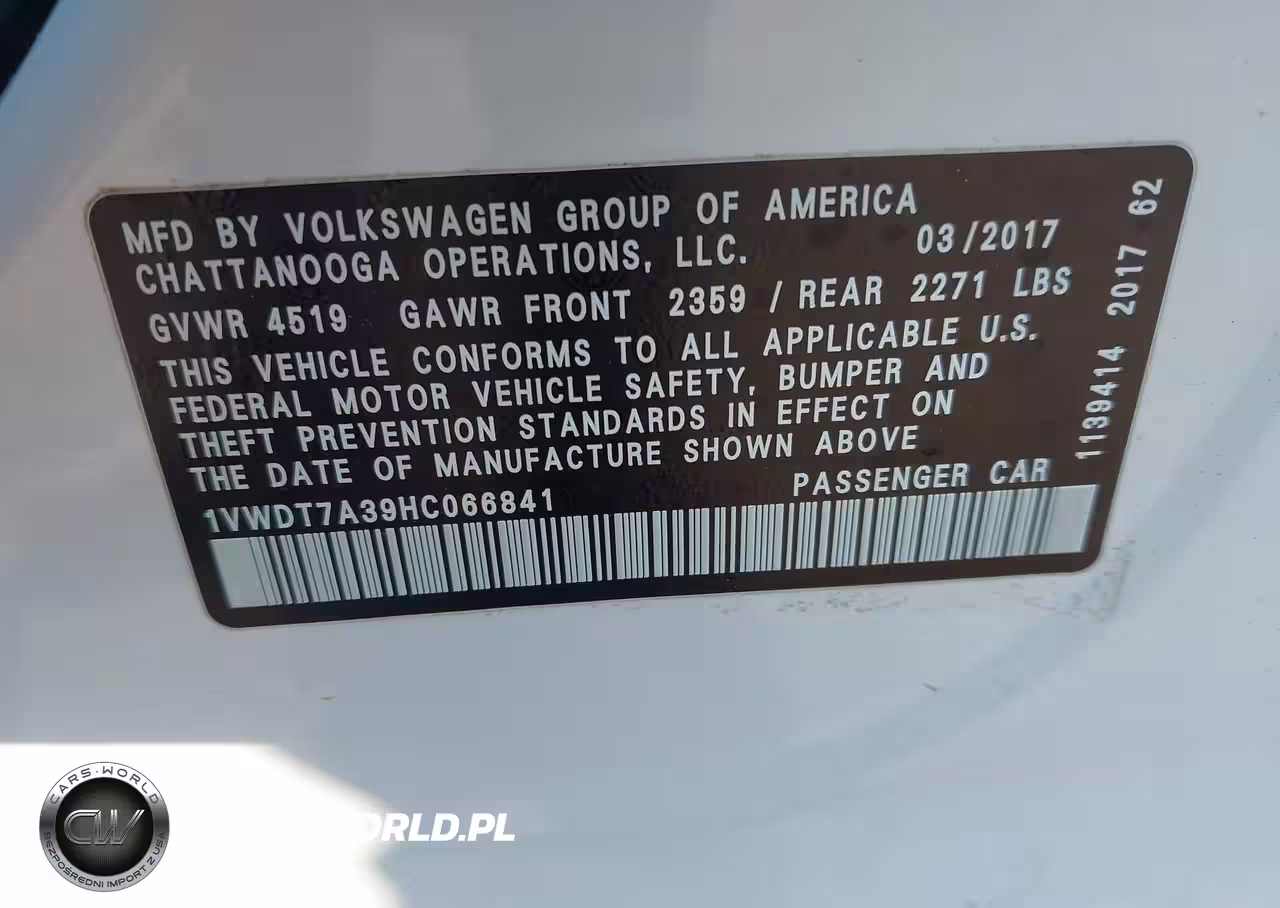 MFD BY VOLKSWAGEN GROUP OF AMERICA
CHATTANOOGA OPERATIONS, LLC. 03/2017
GVWR 4519 GAWR FRONT 2359 / REAR 2271 LBS
THIS VEHICLE CONFORMS TO ALL APPLICABLE U.S.
FEDERAL MOTOR VEHICLE SAFETY, BUMPER AND
THEFT PREVENTION STANDARDS IN EFFECT ON
THE DATE OF MANUFACTURE SHOWN ABOVE
1VWDT7A39HC066841 PASSENGER CAR
1139414 2017 62
CARS-WORLD
CW
BEZPOŚREDNI IMPORT Z USA
ORLD.PL